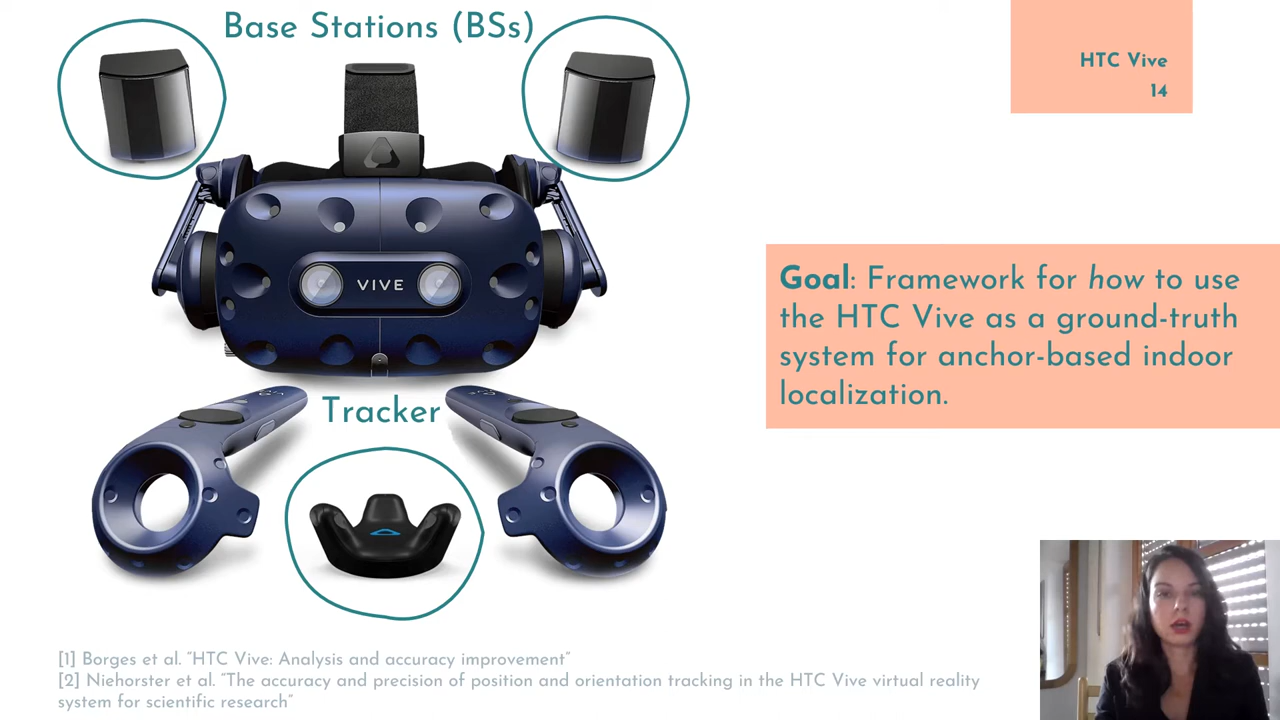 Base Stations (BSs)
HTC Vive
14
VIVE
Goal: Framework for how to use
the HTC Vive as a ground-truth
system for anchor-based indoor
localization.
Tracker
[1] Borges et al. “HTC Vive: Analysis and accuracy improvement”
[2] Niehorster et al. “The accuracy and precision of position and orientation tracking in the HTC Vive virtual reality
system for scientific research”